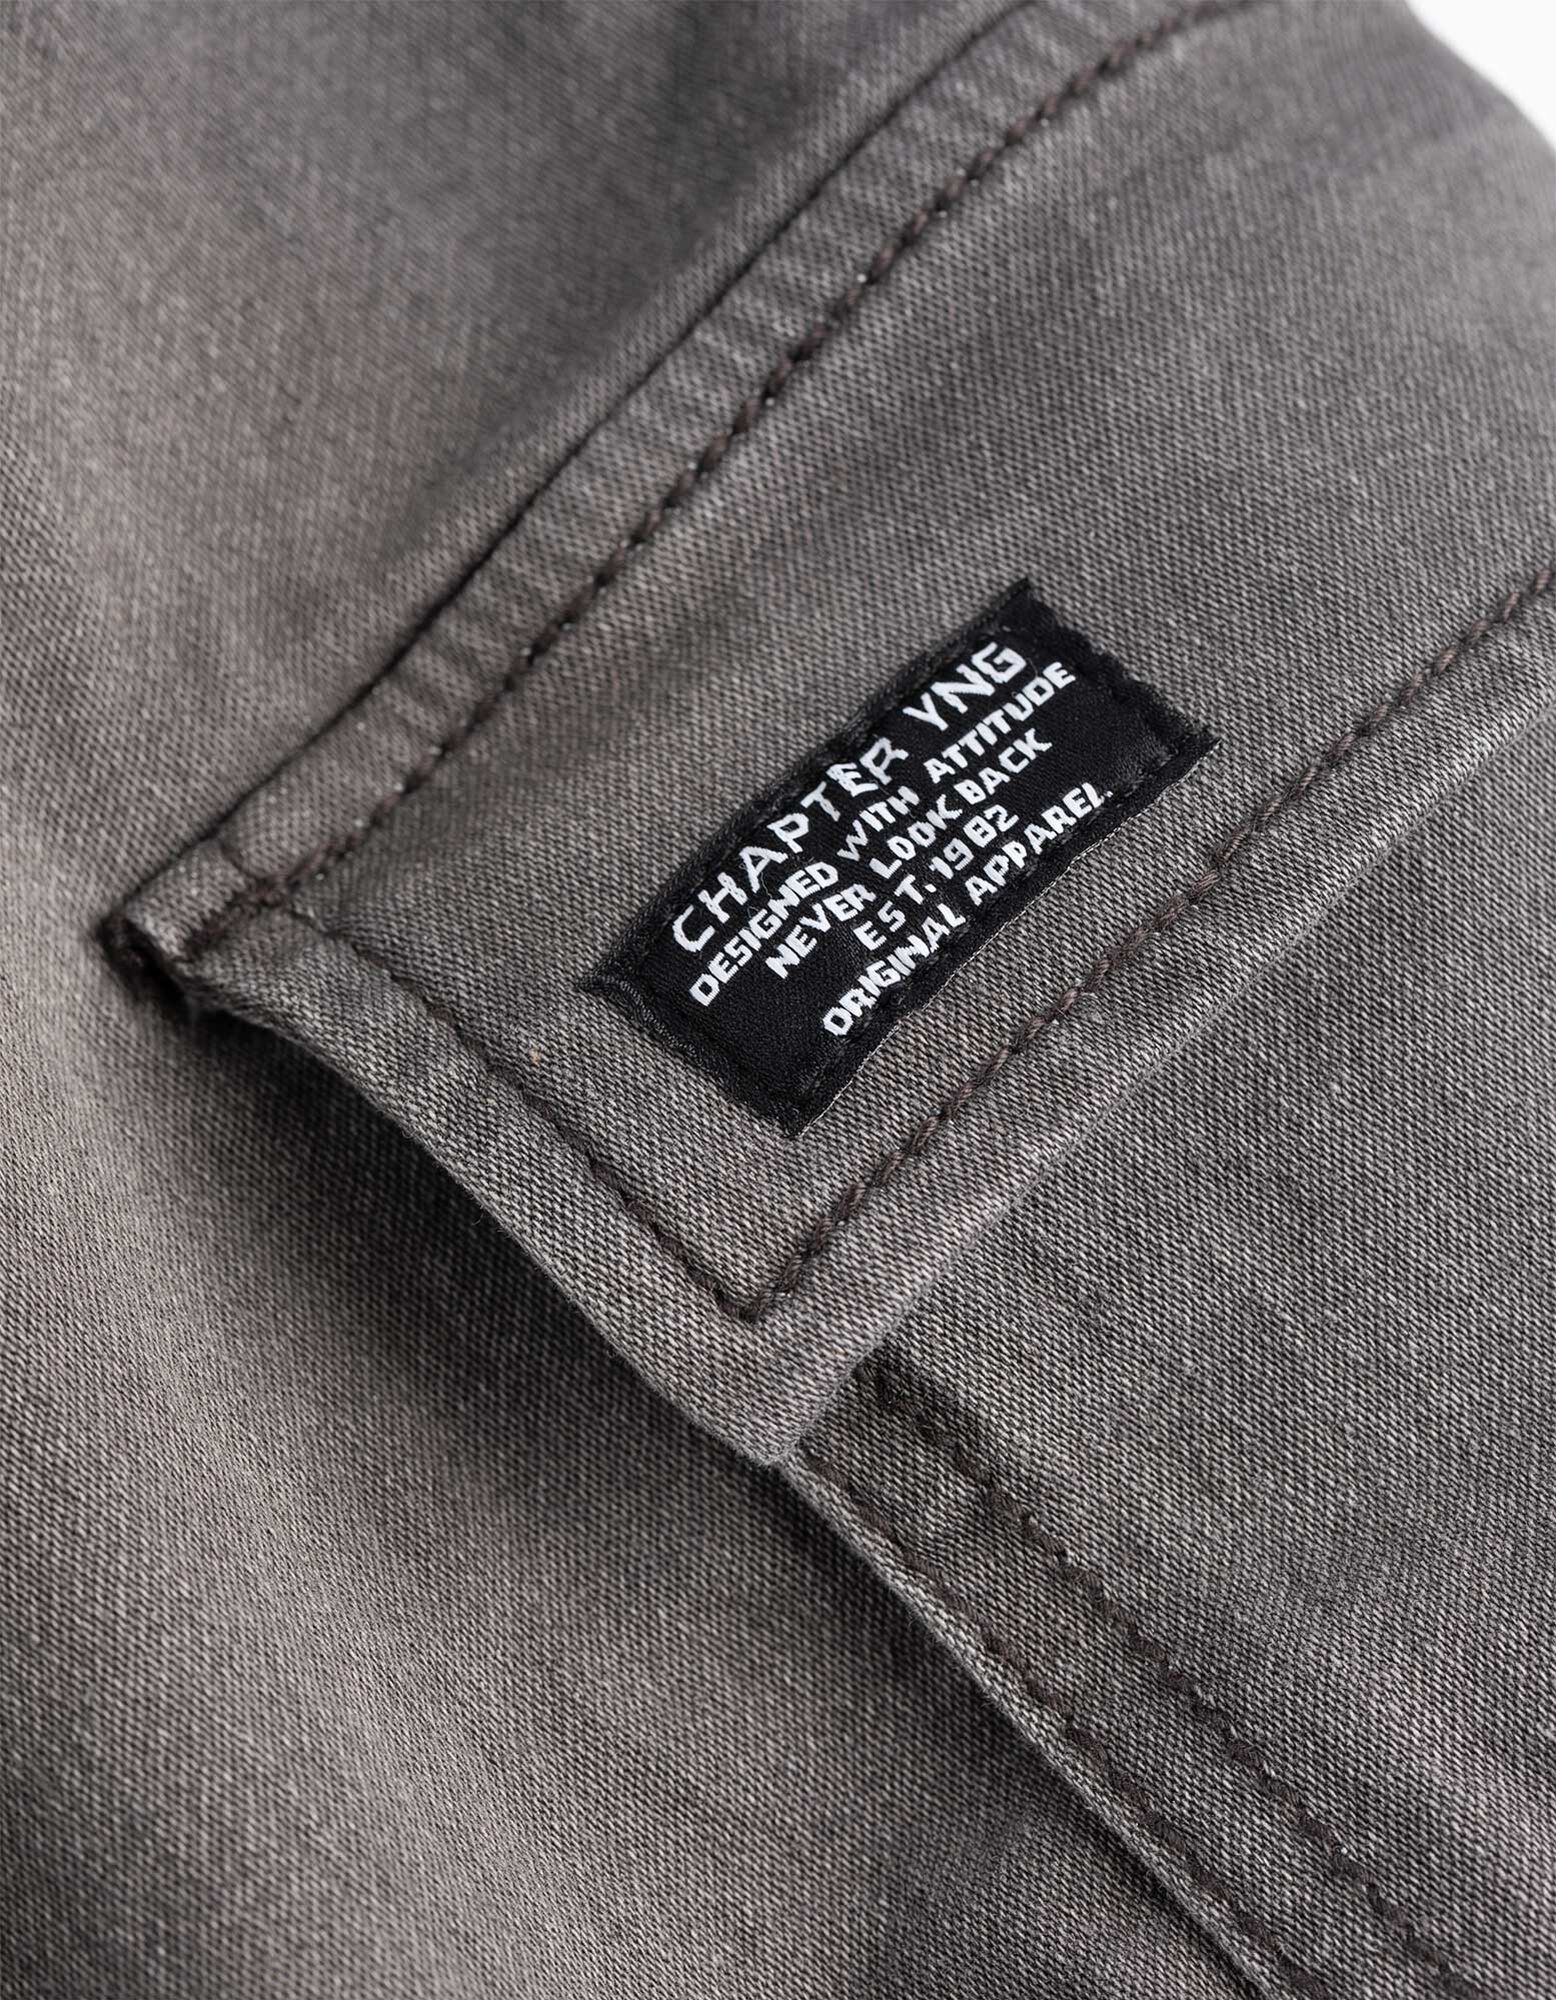 CHAPTER YNG
DESIGNED WITH ATTITUDE
NEVER LOOK BACK
EST. 1982
ORIGINAL APPAREL